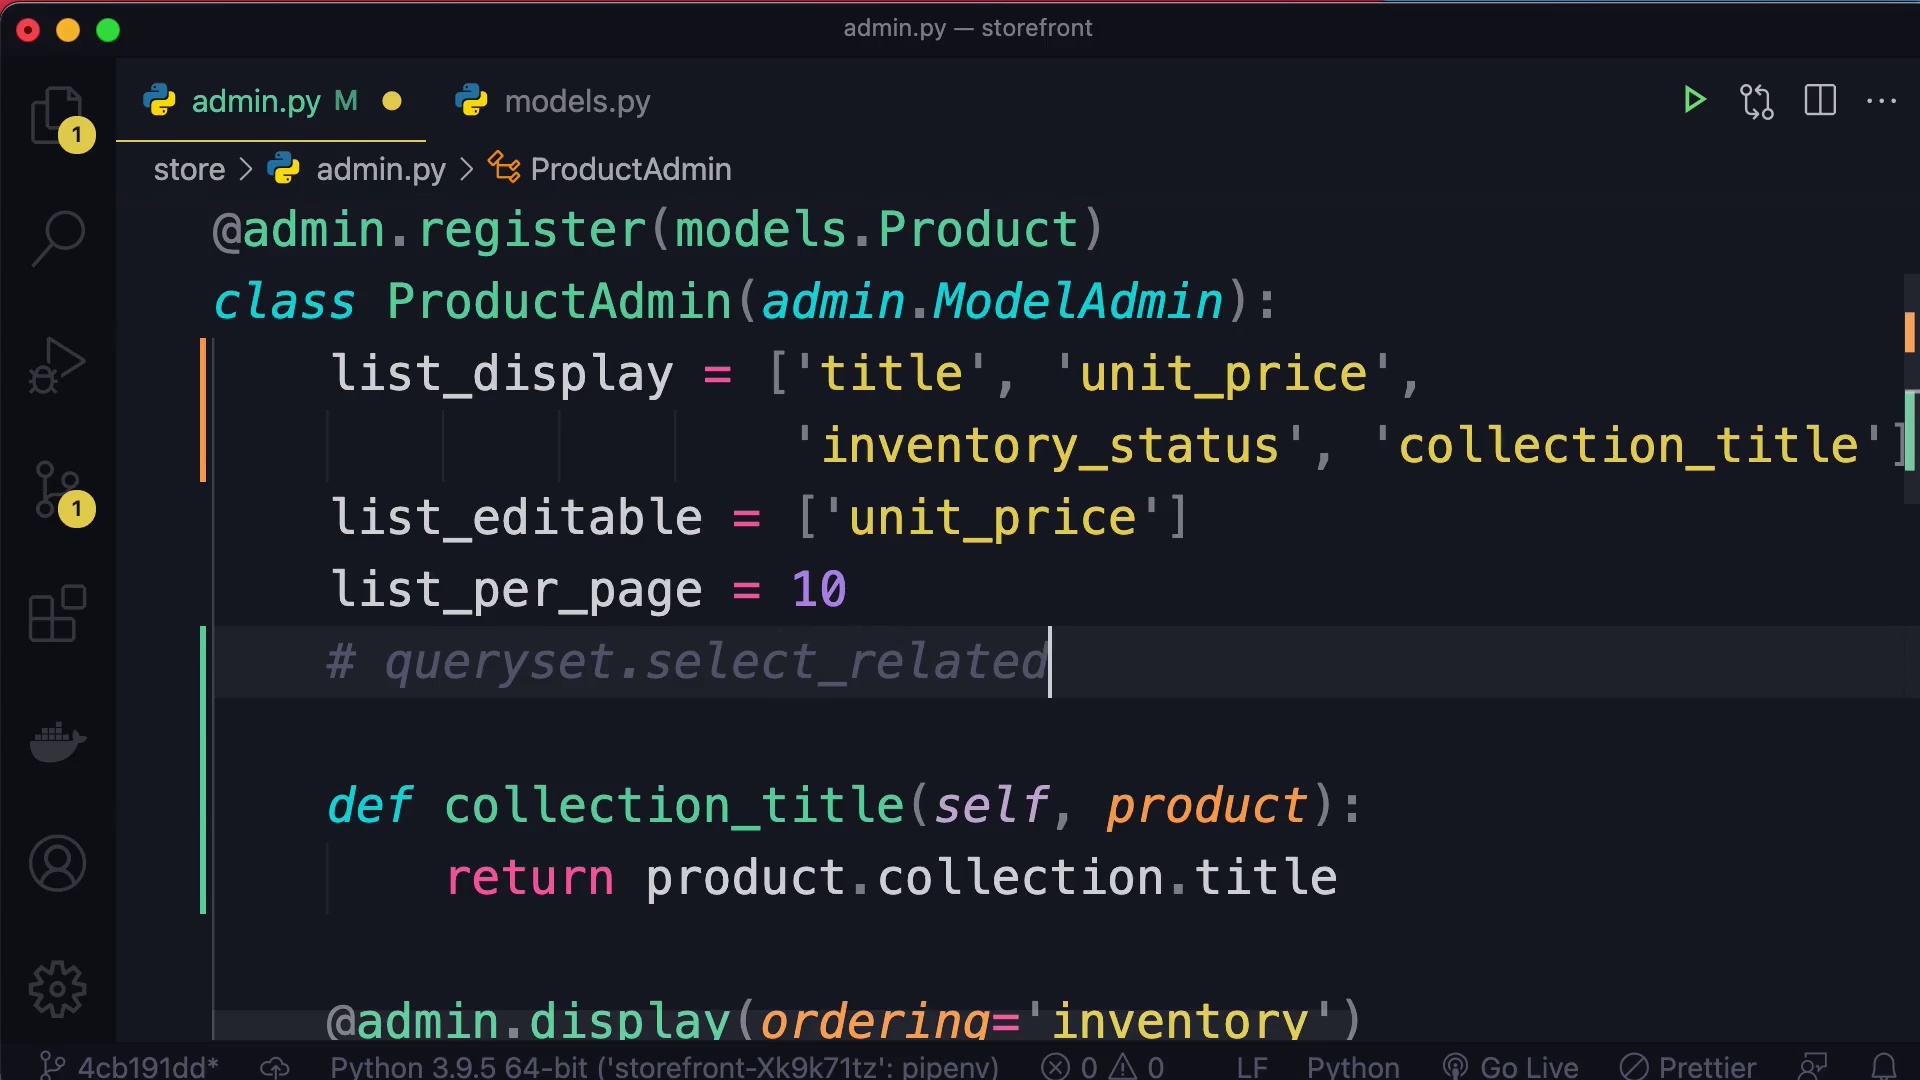 admin.py — storefront
admin.py M
models.py
1
store > admin.py > ProductAdmin
@admin.register(models.Product)
class ProductAdmin(admin.ModelAdmin):
list_display = ['title', 'unit_price',
'inventory_status', 'collection_title']
list_editable = ['unit_price']
list_per_page = 10
# queryset.select_related
1
def collection_title(self, product):
return product.collection.title
@admin.display(ordering='inventory')
4cb191dd* Python 3.9.5 64-bit ('storefront-Xk9k71tz': pipenv) 0 0 LF Python Go Live Prettier